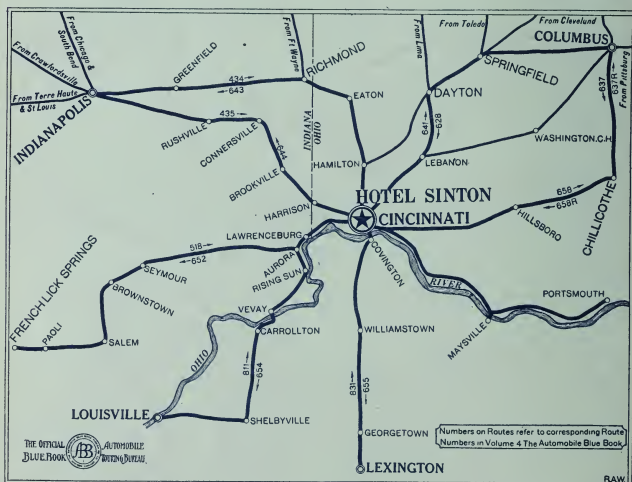 From Chicago &
South Bend
From Crawfordsville
From Terre Haute
& St Louis
INDIANAPOLIS
GREENFIELD
434
643
From Ft Wayne
RICHMOND
EATON
From Lima
From Toledo
From Cleveland
COLUMBUS
From Pittsburg
637
637R
SPRINGFIELD
DAYTON
641
628
WASHINGTON.C.H.
LEBANON
INDIANA
OHIO
HAMILTON
435
RUSHVILLE
CONNERSVILLE
644
BROOKVILLE
HARRISON
HOTEL SINTON
CINCINNATI
658
658R
HILLSBORO
CHILLICOTHE
LAWRENCEBURG
AURORA
RISING SUN
COVINGTON
518
652
SEYMOUR
BROWNSTOWN
FRENCH LICK SPRINGS
PAOLI
SALEM
VEVAY
CARROLLTON
OHIO
RIVER
MAYSVILLE
PORTSMOUTH
WILLIAMSTOWN
811
654
831
655
LOUISVILLE
SHELBYVILLE
GEORGETOWN
LEXINGTON
THE OFFICIAL
BLUE BOOK
ABB
AUTOMOBILE
TOURING BUREAU
Numbers on Routes refer to corresponding Route
Numbers in Volume 4 The Automobile Blue Book
RAW